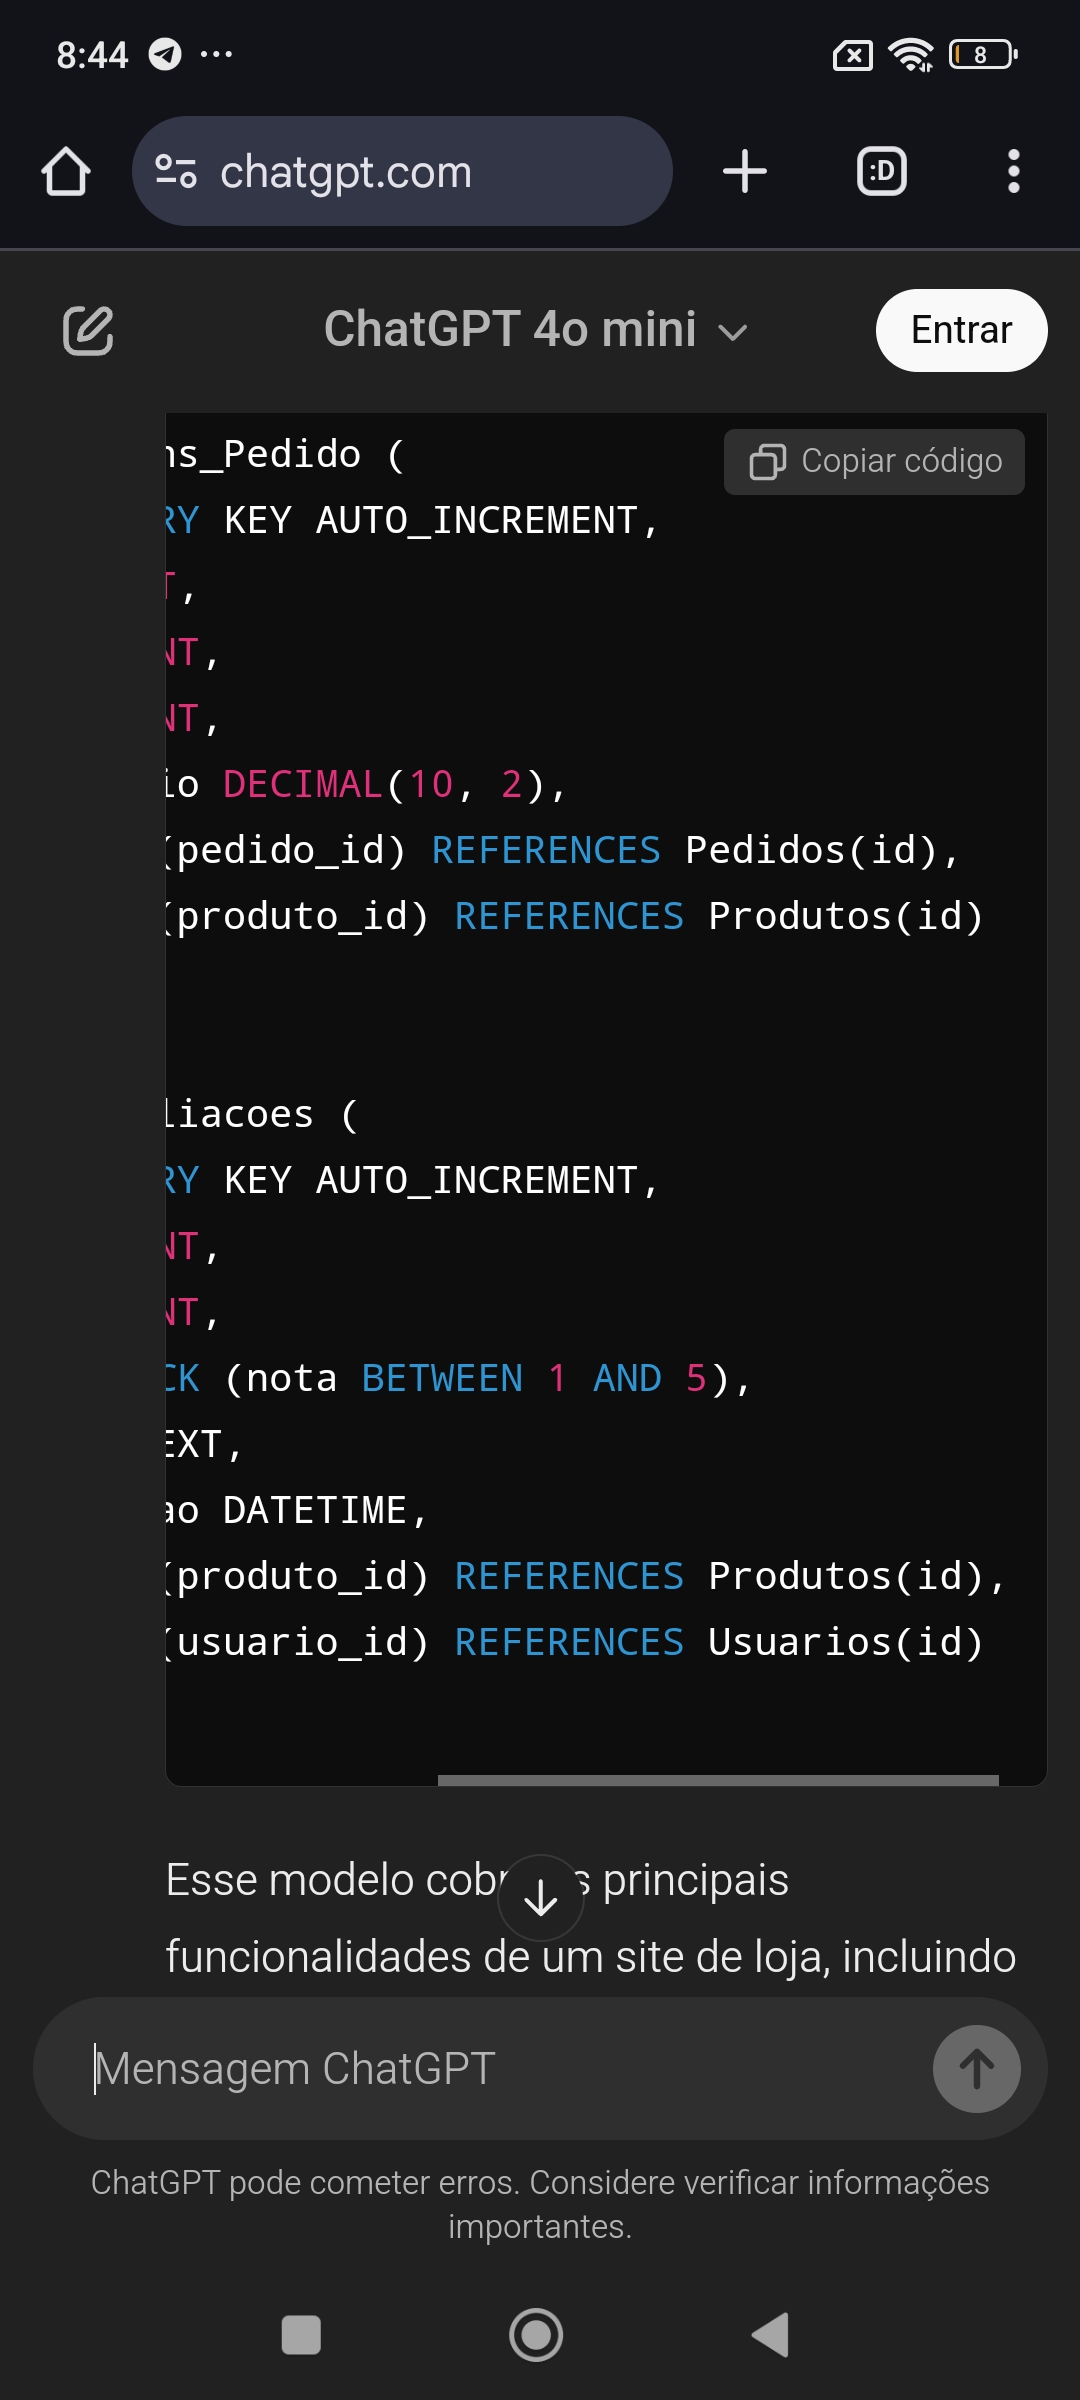 8:44
8
chatgpt.com
:D
ChatGPT 4o mini
Entrar
ns_Pedido (
Copiar código
RY KEY AUTO_INCREMENT,
T,
NT,
NT,
io DECIMAL(10, 2),
(pedido_id) REFERENCES Pedidos(id),
(produto_id) REFERENCES Produtos(id)
liacoes (
RY KEY AUTO_INCREMENT,
NT,
NT,
CK (nota BETWEEN 1 AND 5),
EXT,
ao DATETIME,
(produto_id) REFERENCES Produtos(id),
(usuario_id) REFERENCES Usuarios(id)
Esse modelo principais
funcionalidades de um site de loja, incluindo
Mensagem ChatGPT
ChatGPT pode cometer erros. Considere verificar informações
importantes.